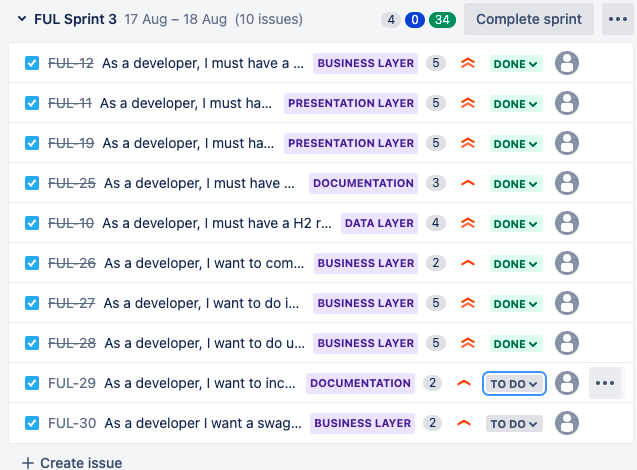 FUL Sprint 3 17 Aug – 18 Aug (10 issues) 4 0 34 Complete sprint
FUL-12 As a developer, I must have a ... BUSINESS LAYER 5 DONE
FUL-11 As a developer, I must ha... PRESENTATION LAYER 5 DONE
FUL-19 As a developer, I must ha... PRESENTATION LAYER 5 DONE
FUL-25 As a developer, I must have ... DOCUMENTATION 3 DONE
FUL-10 As a developer, I must have a H2 r... DATA LAYER 4 DONE
FUL-26 As a developer, I want to com... BUSINESS LAYER 2 DONE
FUL-27 As a developer, I want to do i... BUSINESS LAYER 5 DONE
FUL-28 As a developer, I want to do u... BUSINESS LAYER 5 DONE
FUL-29 As a developer, I want to inc... DOCUMENTATION 2 TO DO
FUL-30 As a developer I want a swag... BUSINESS LAYER 2 TO DO
+ Create issue